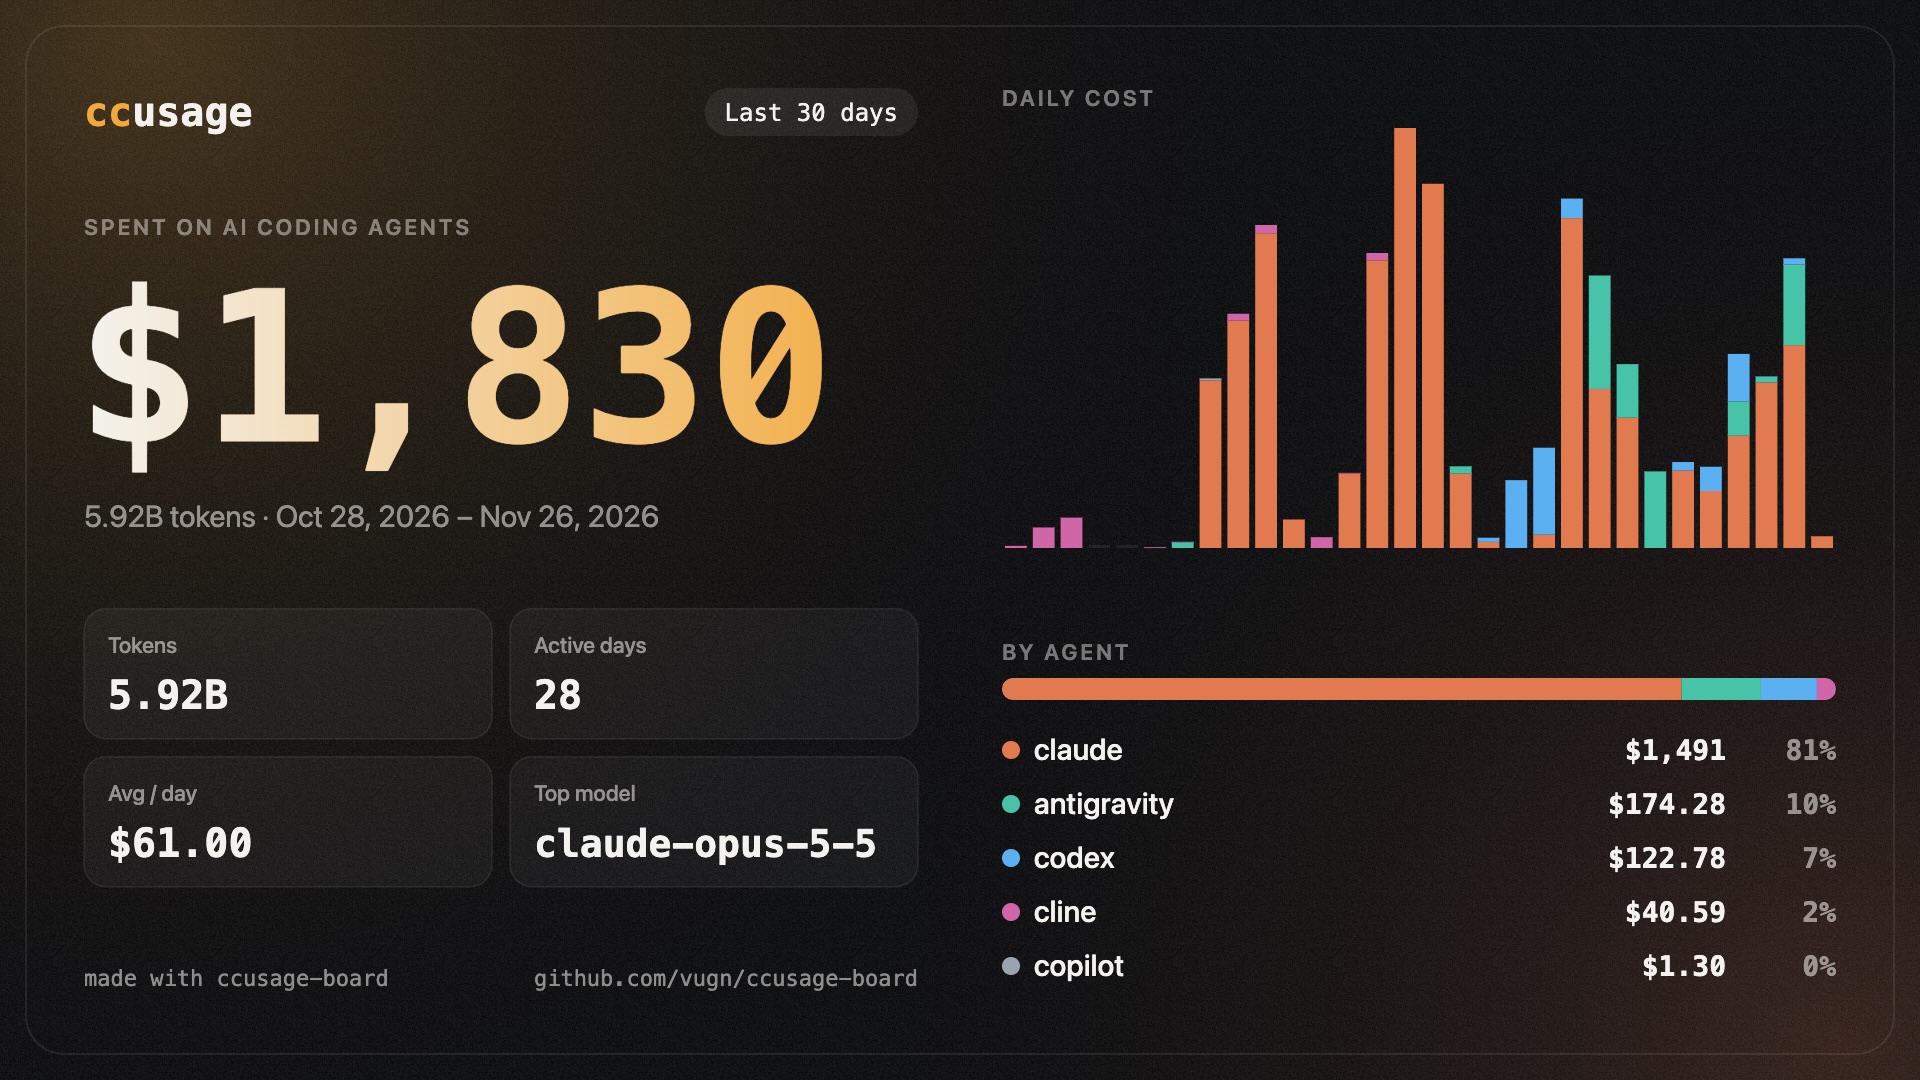 ccusage
Last 30 days
SPENT ON AI CODING AGENTS
$1,830
5.92B tokens · Oct 28, 2026 – Nov 26, 2026
Tokens
5.92B
Active days
28
Avg / day
$61.00
Top model
claude-opus-5-5
made with ccusage-board
github.com/vugn/ccusage-board
DAILY COST
BY AGENT
claude $1,491 81%
antigravity $174.28 10%
codex $122.78 7%
cline $40.59 2%
copilot $1.30 0%